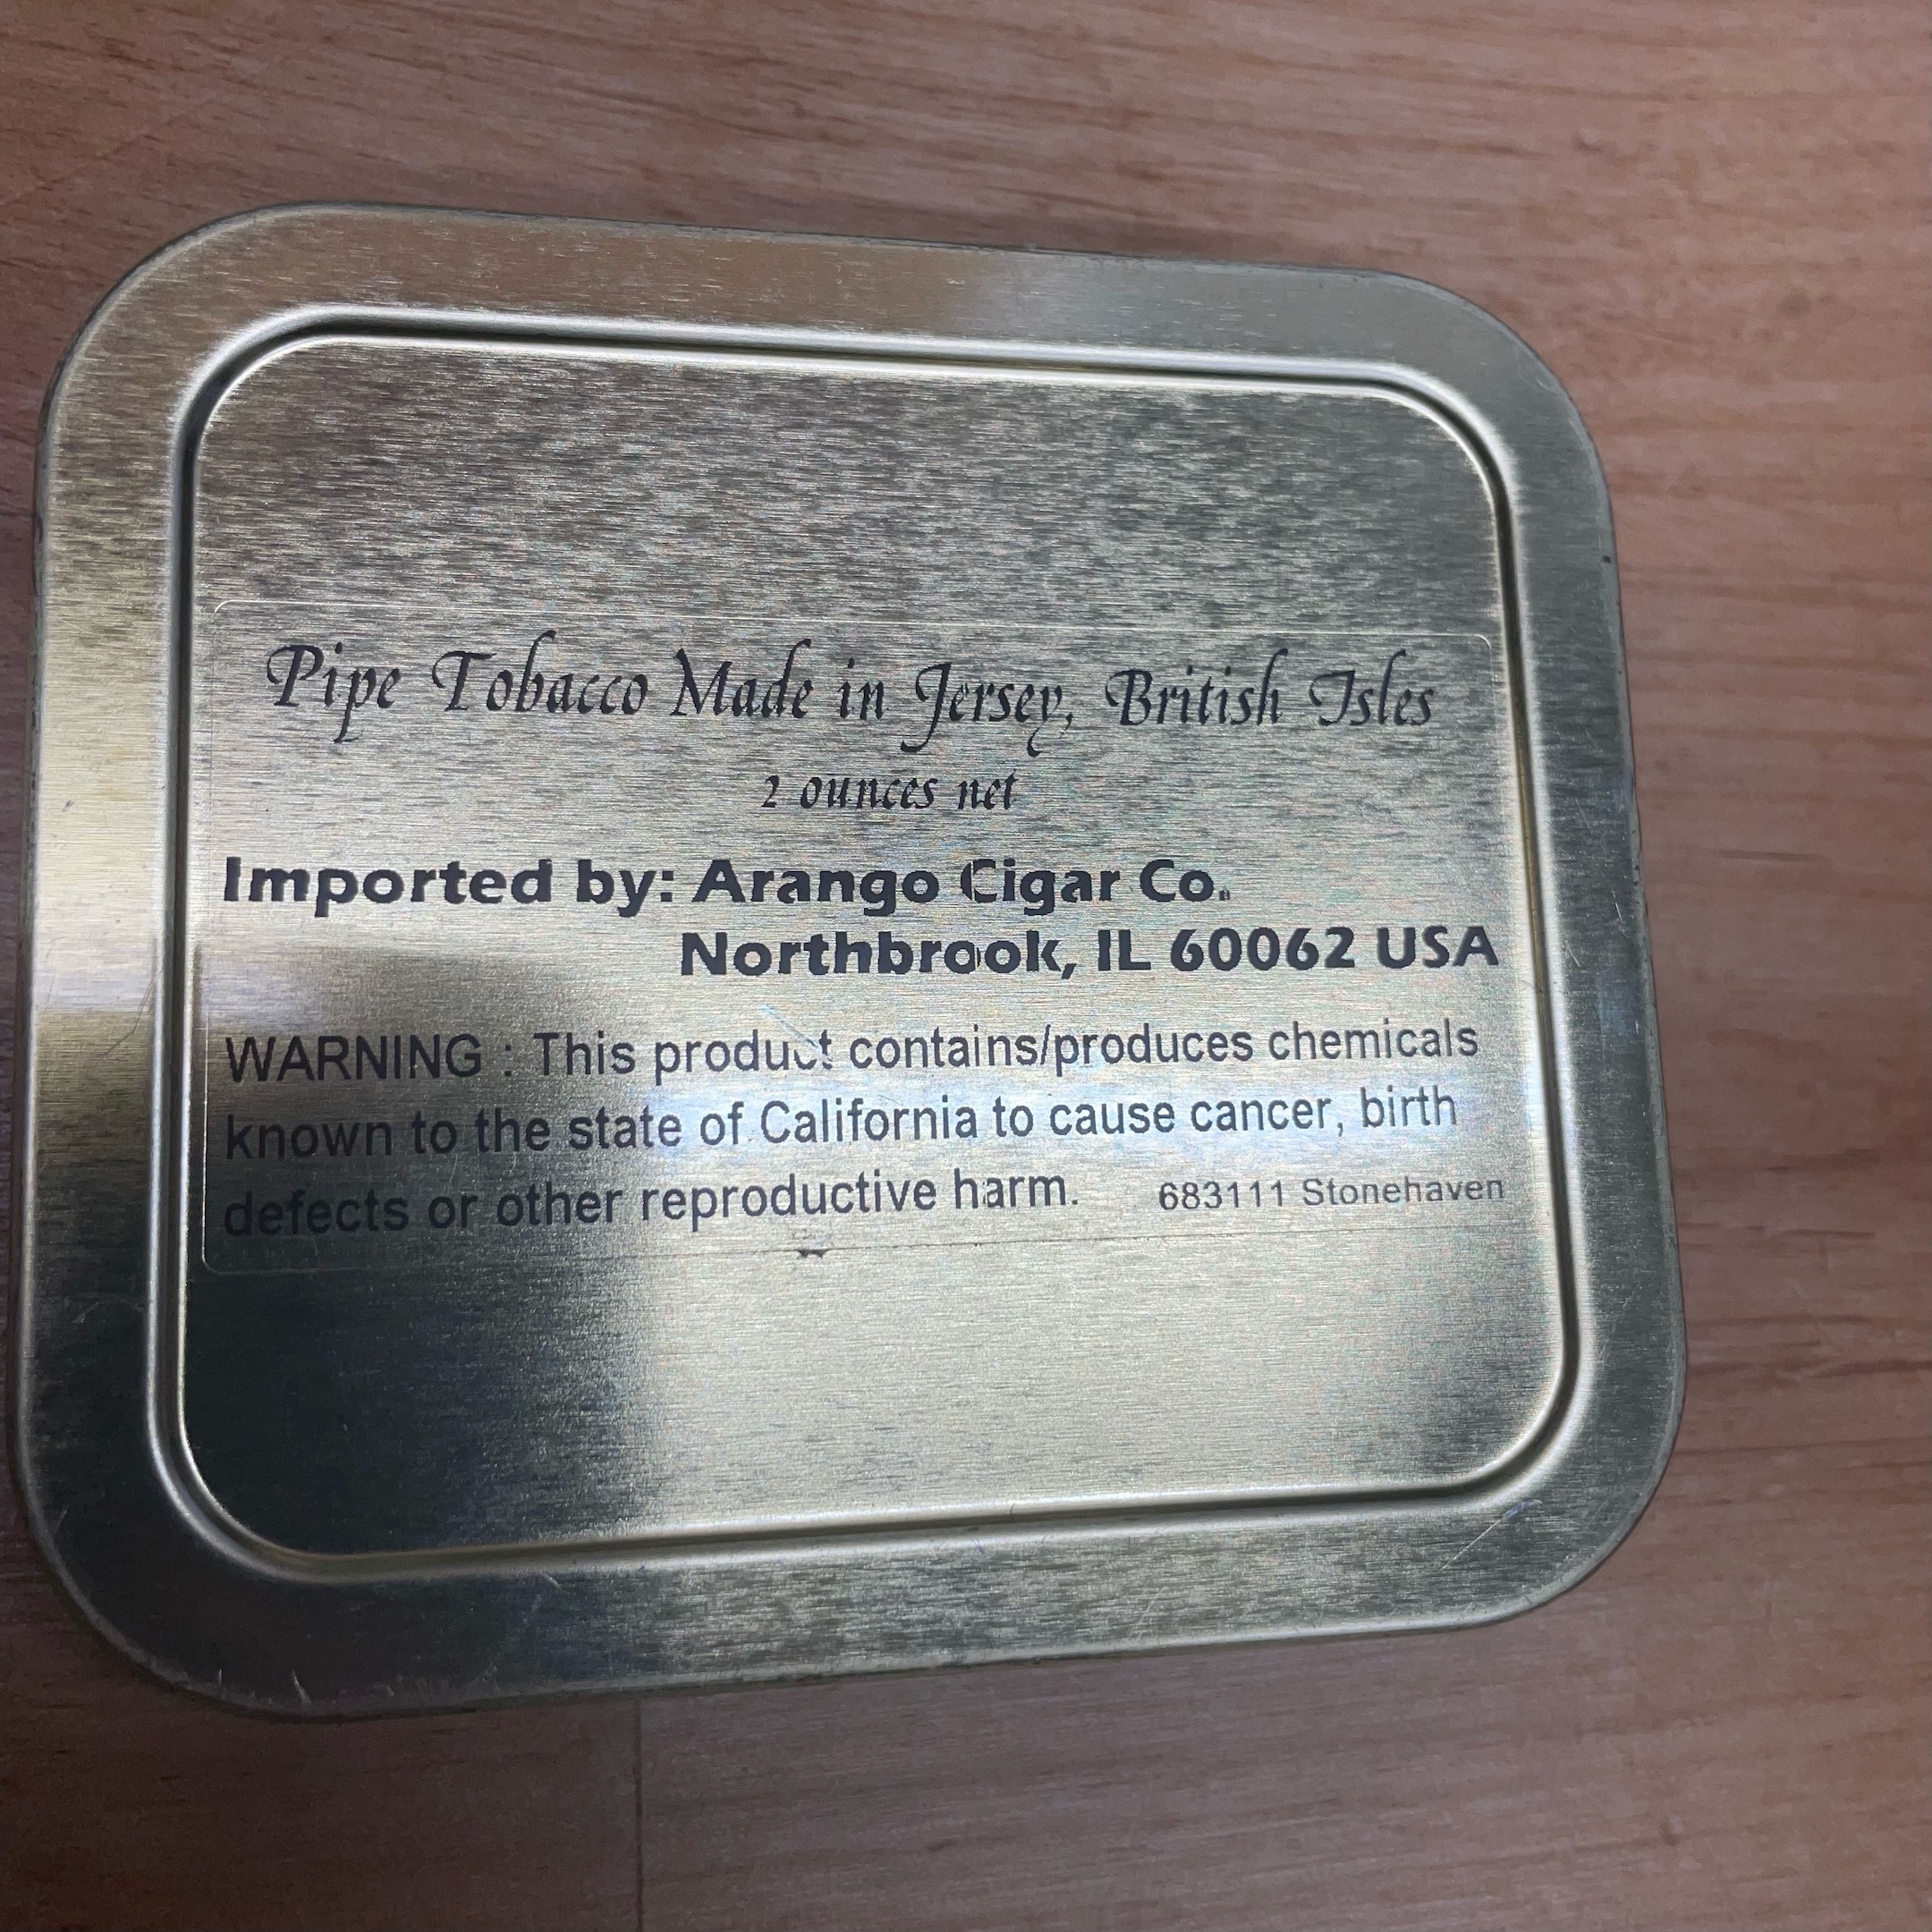 Pipe Tobacco Made in Jersey, British Isles
2 ounces net
Imported by: Arango Cigar Co.
Northbrook, IL 60062 USA
WARNING : This product contains/produces chemicals
known to the state of California to cause cancer, birth
defects or other reproductive harm. 683111 Stonehaven